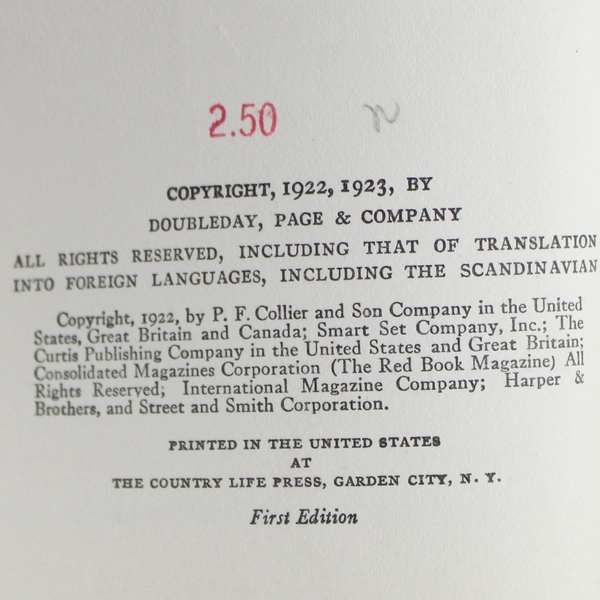 2.50
COPYRIGHT, 1922, 1923, BY
DOUBLEDAY, PAGE & COMPANY
ALL RIGHTS RESERVED, INCLUDING THAT OF TRANSLATION
INTO FOREIGN LANGUAGES, INCLUDING THE SCANDINAVIAN
Copyright, 1922, by P. F. Collier and Son Company in the United
States, Great Britain and Canada; Smart Set Company, Inc.; The
Curtis Publishing Company in the United States and Great Britain;
Consolidated Magazines Corporation (The Red Book Magazine) All
Rights Reserved; International Magazine Company; Harper &
Brothers, and Street and Smith Corporation.
PRINTED IN THE UNITED STATES
AT
THE COUNTRY LIFE PRESS, GARDEN CITY, N. Y.
First Edition